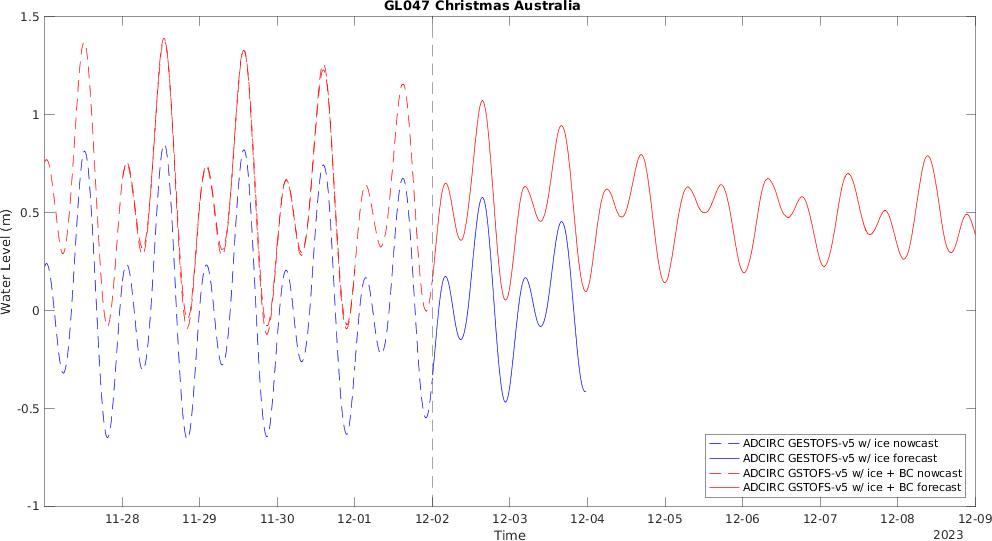 GL047 Christmas Australia
1.5
1
0.5
0
-0.5
-1
Water Level (m)
11-28
11-29
11-30
12-01
12-02
12-03
12-04
12-05
12-06
12-07
12-08
12-09
Time
2023
ADCIRC GESTOFS-v5 w/ ice nowcast
ADCIRC GESTOFS-v5 w/ ice forecast
ADCIRC GSTOFS-v5 w/ ice + BC nowcast
ADCIRC GSTOFS-v5 w/ ice + BC forecast